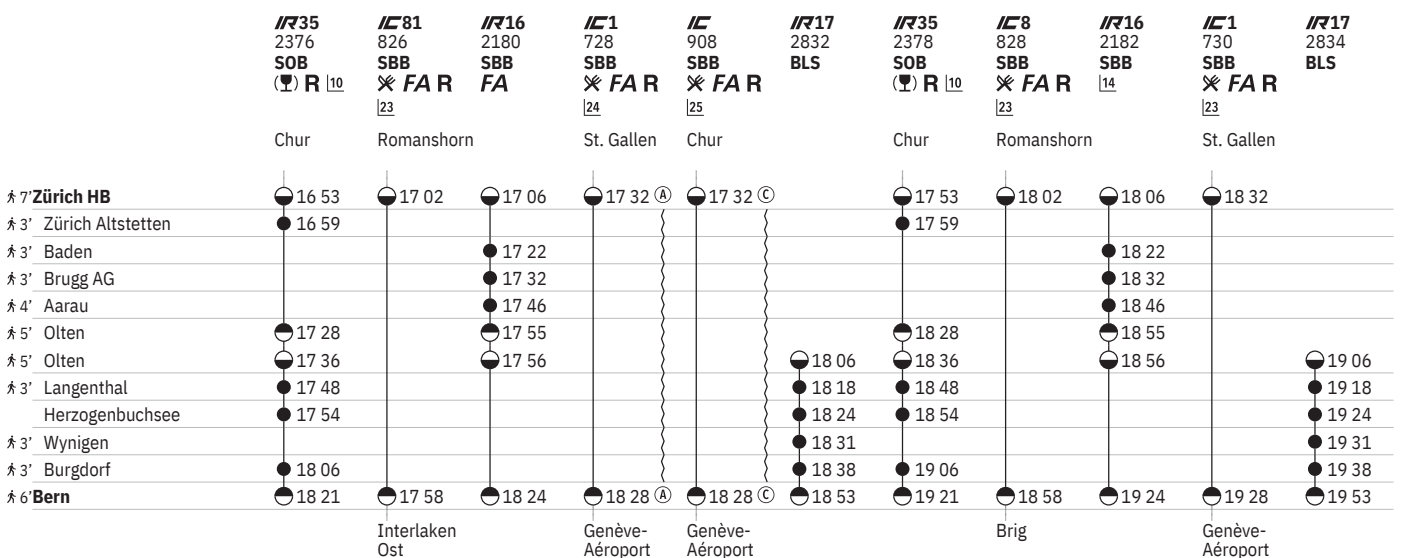 IR35 IC81 IR16 IC1 IC IR17 IR35 IC8 IR16 IC1 IR17
2376 826 2180 728 908 2832 2378 828 2182 730 2834
SOB SBB SBB SBB SBB BLS SOB SBB SBB SBB BLS
R 10 FA R FA FA R FA R R 10 FA R 14 FA R
23 24 25 23 23
Chur Romanshorn St. Gallen Chur Chur Romanshorn St. Gallen
7' Zürich HB 16 53 17 02 17 06 17 32 A 17 32 C 17 53 18 02 18 06 18 32
3' Zürich Altstetten 16 59 17 59
3' Baden 17 22 18 22
3' Brugg AG 17 32 18 32
4' Aarau 17 46 18 46
5' Olten 17 28 17 55 18 28 18 55
5' Olten 17 36 17 56 18 06 18 36 18 56 19 06
3' Langenthal 17 48 18 18 18 48 19 18
Herzogenbuchsee 17 54 18 24 18 54 19 24
3' Wynigen 18 31 19 31
3' Burgdorf 18 06 18 38 19 06 19 38
6' Bern 18 21 17 58 18 24 18 28 A 18 28 C 18 53 19 21 18 58 19 24 19 28 19 53
Interlaken Genève- Genève- Brig Genève-
Ost Aéroport Aéroport Aéroport